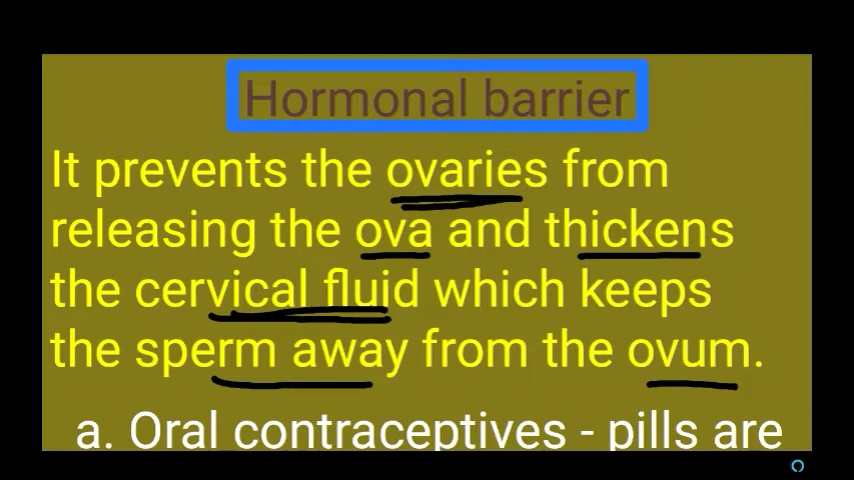 Hormonal barrier
It prevents the ovaries from
releasing the ova and thickens
the cervical fluid which keeps
the sperm away from the ovum.
a. Oral contraceptives - pills are